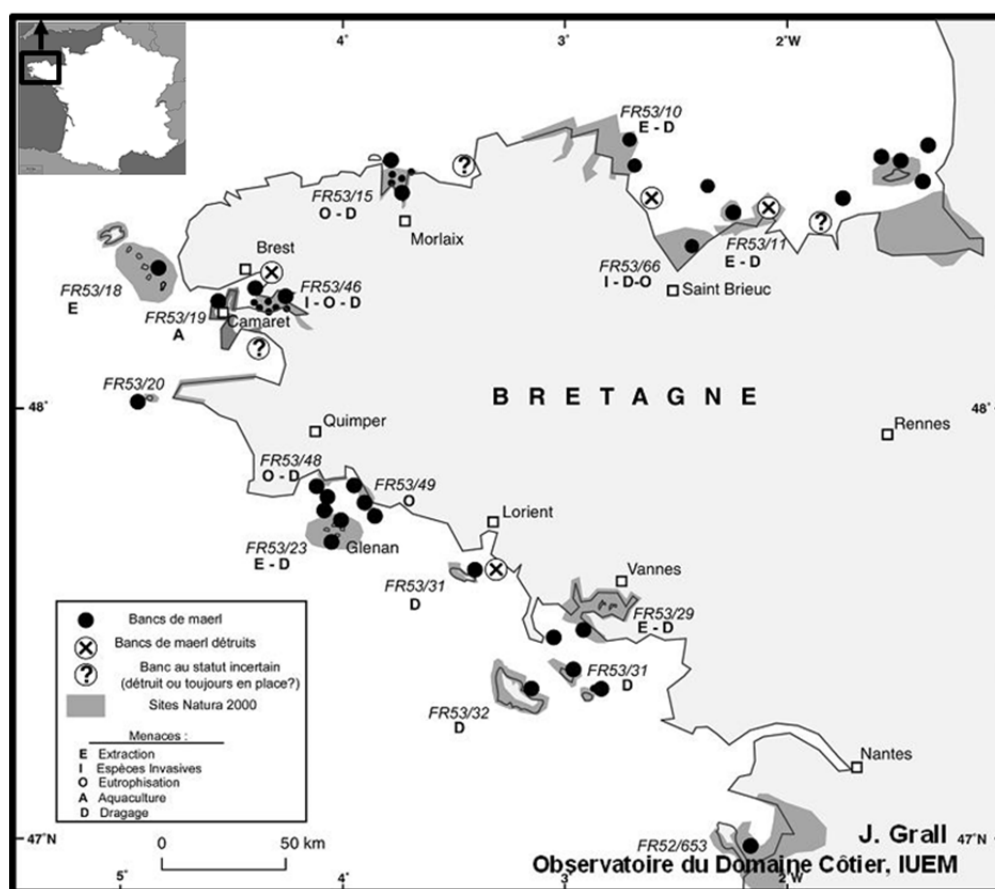 4°
3°
2°W
FR53/10
E - D
?
FR53/15
O - D
Morlaix
Brest
FR53/18
E
FR53/46
I - O - D
FR53/19
A
Camaret
?
FR53/11
E - D
?
FR53/66
I - D-O
Saint Brieuc
FR53/20
48°
BRETAGNE
48°
Quimper
Rennes
FR53/48
O - D
FR53/49
O
Lorient
Glenan
FR53/23
E - D
FR53/31
D
Vannes
FR53/29
E - D
FR53/31
D
FR53/32
D
Bancs de maerl
Bancs de maerl détruits
? Banc au statut incertain
(détruit ou toujours en place?)
Sites Natura 2000
Menaces :
E Extraction
I Espèces Invasives
O Eutrophisation
A Aquaculture
D Dragage
Nantes
47°N
0 50 km
FR52/653
J. Grall
47°N
Observatoire du Domaine Côtier, IUEM
5°
4°
3°
2°W